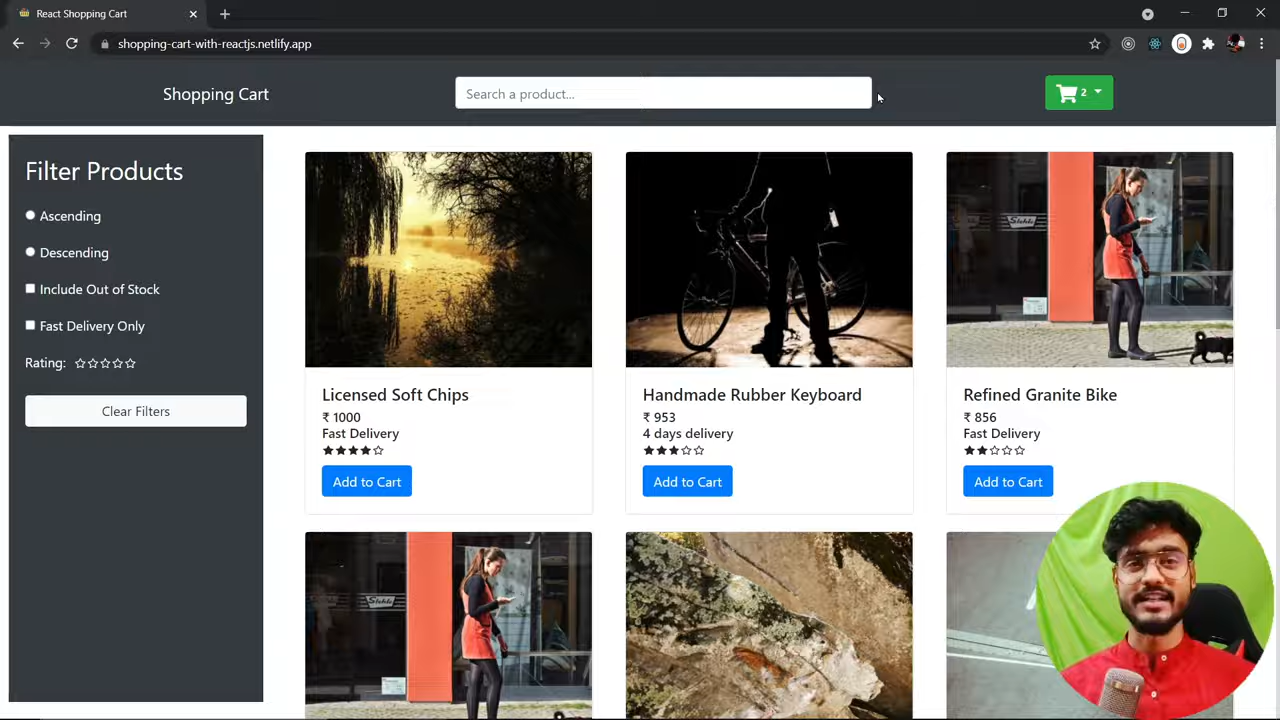 React Shopping Cart
shopping-cart-with-reactjs.netlify.app
Shopping Cart
Search a product...
2
Filter Products
Ascending
Descending
Include Out of Stock
Fast Delivery Only
Rating:
Clear Filters
Licensed Soft Chips
₹ 1000
Fast Delivery
Add to Cart
Handmade Rubber Keyboard
₹ 953
4 days delivery
Add to Cart
Refined Granite Bike
₹ 856
Fast Delivery
Add to Cart